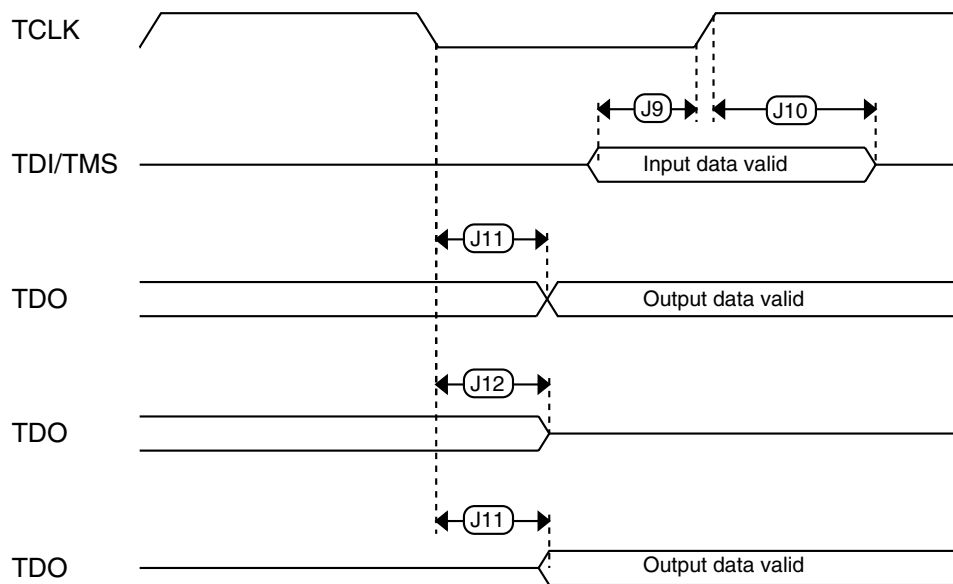 TCLK
J9
J10
TDI/TMS
Input data valid
J11
TDO
Output data valid
J12
TDO
J11
TDO
Output data valid